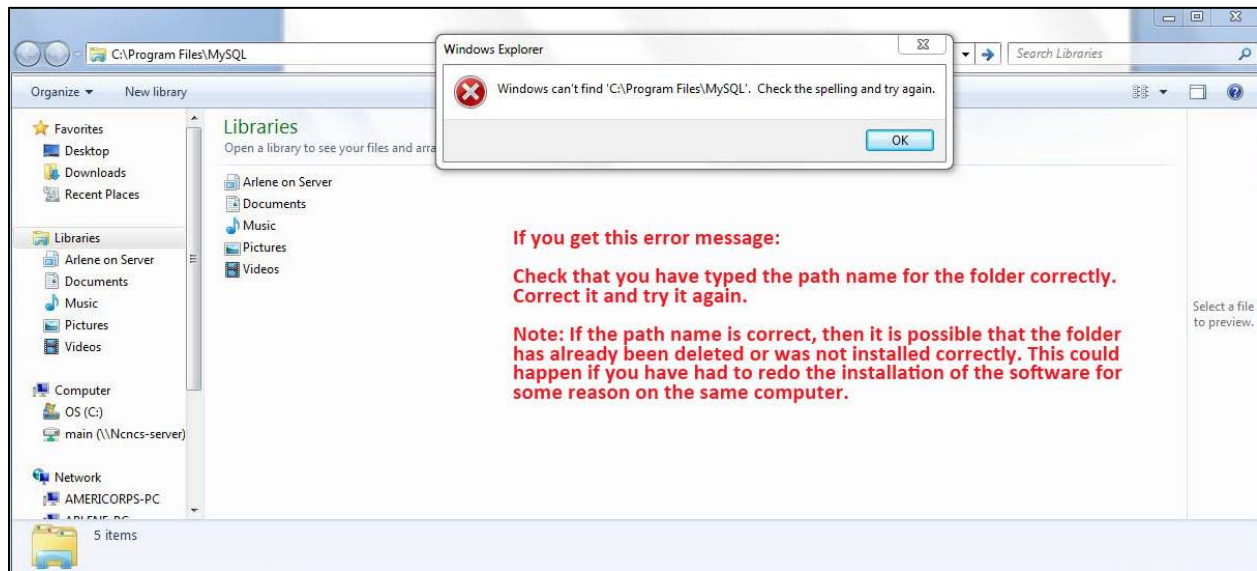 C:\Program Files\MySQL
Search Libraries
Windows Explorer
Windows can't find 'C:\Program Files\MySQL'. Check the spelling and try again.
OK
Organize
New library
Favorites
Desktop
Downloads
Recent Places
Libraries
Arlene on Server
Documents
Music
Pictures
Videos
Computer
OS (C:)
main (\\Ncncs-server)
Network
AMERICORPS-PC
Libraries
Open a library to see your files and
Arlene on Server
Documents
Music
Pictures
Videos
If you get this error message:
Check that you have typed the path name for the folder correctly.
Correct it and try it again.
Note: If the path name is correct, then it is possible that the folder
has already been deleted or was not installed correctly. This could
happen if you have had to redo the installation of the software for
some reason on the same computer.
Select a file
to preview.
5 items